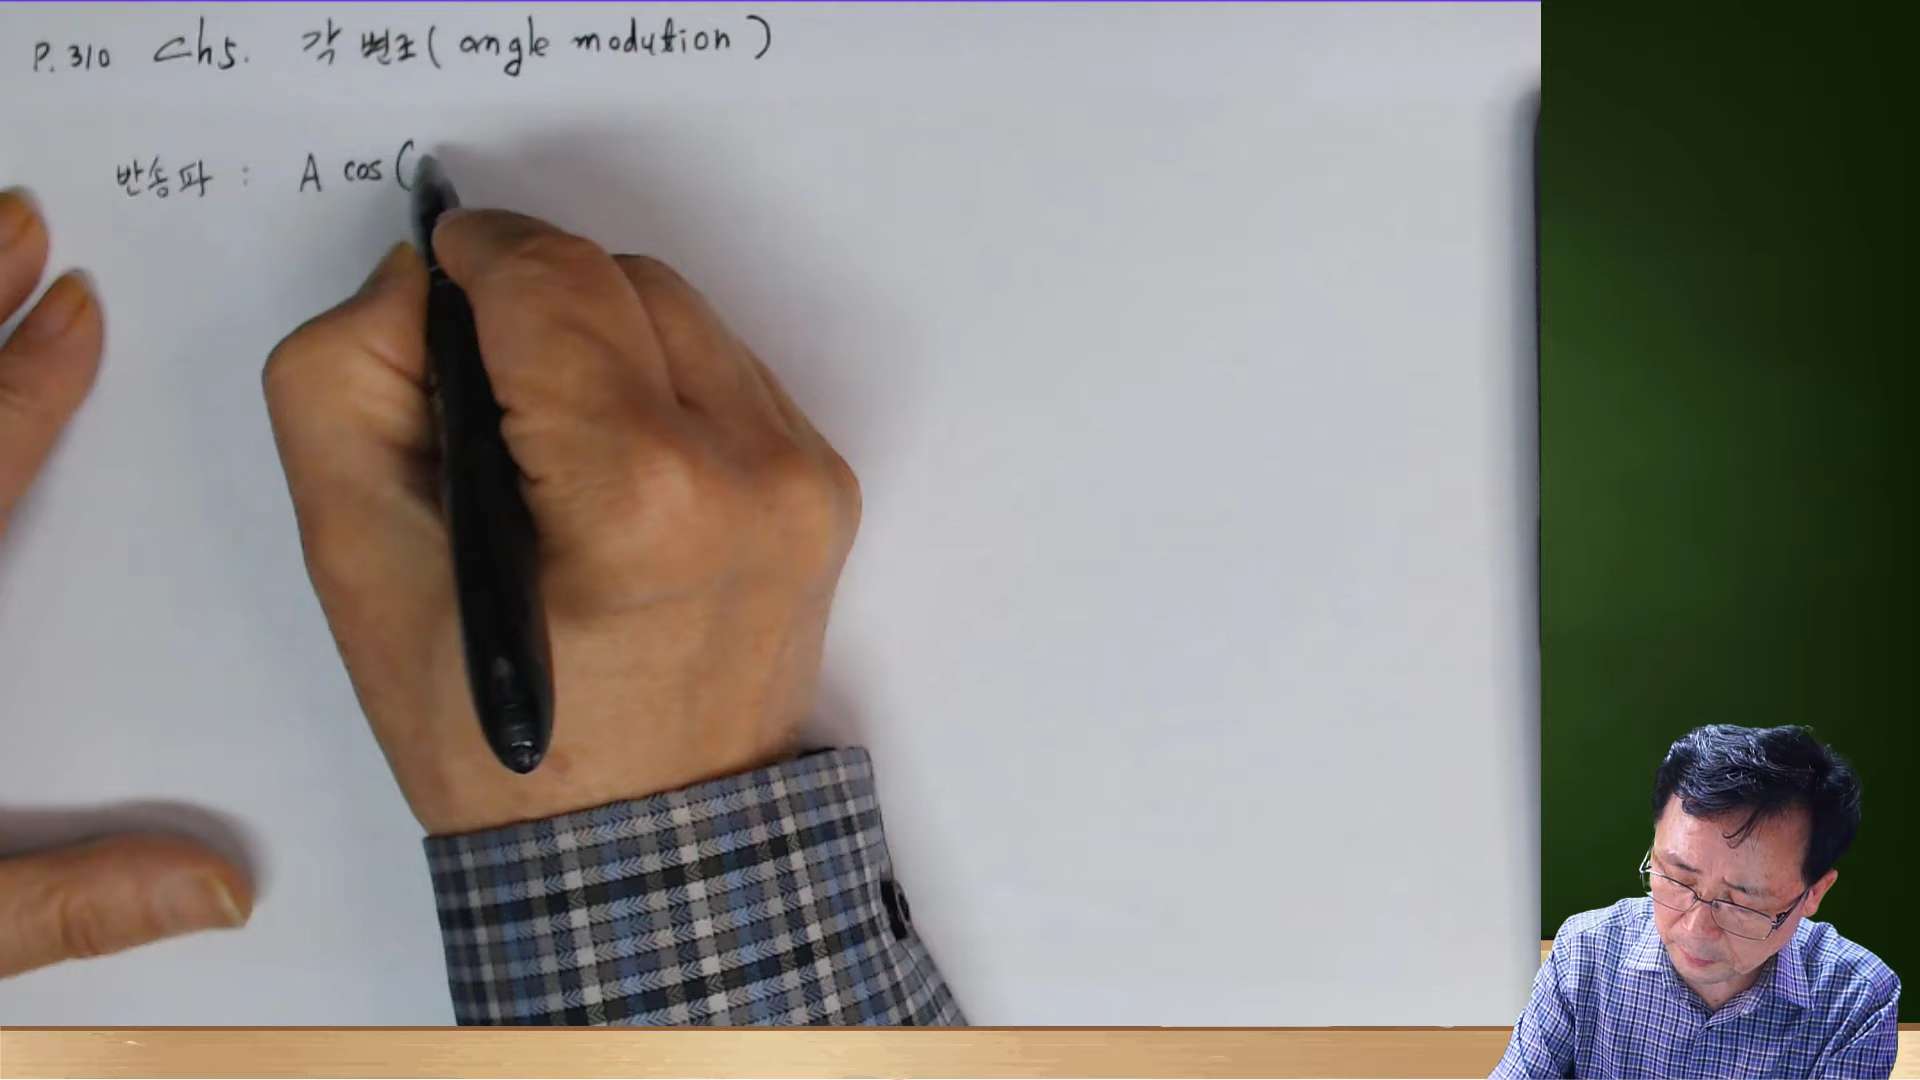 P. 310 Ch5. 각 변조 ( angle modution )
반송파 : A cos (